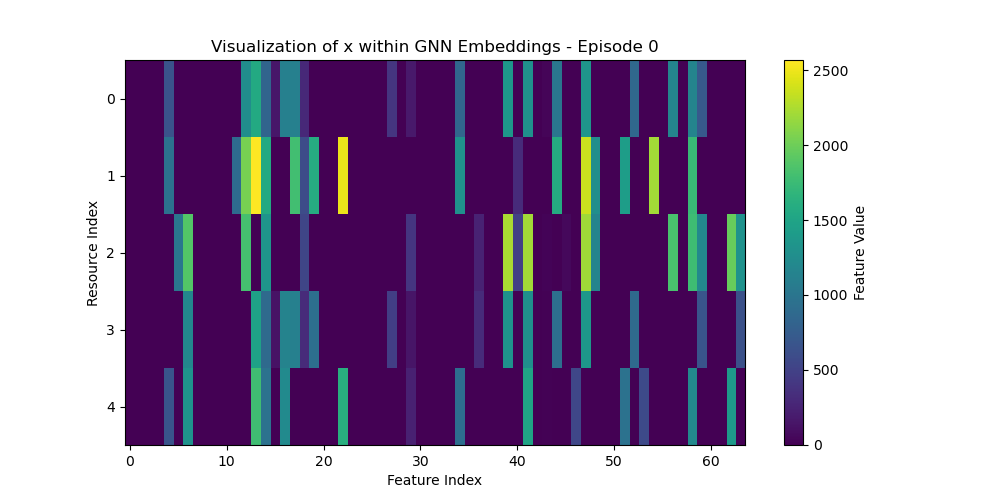 Visualization of x within GNN Embeddings - Episode 0
Resource Index
0
1
2
3
4
0 10 20 30 40 50 60
Feature Index
2500
2000
1500
1000
500
0
Feature Value